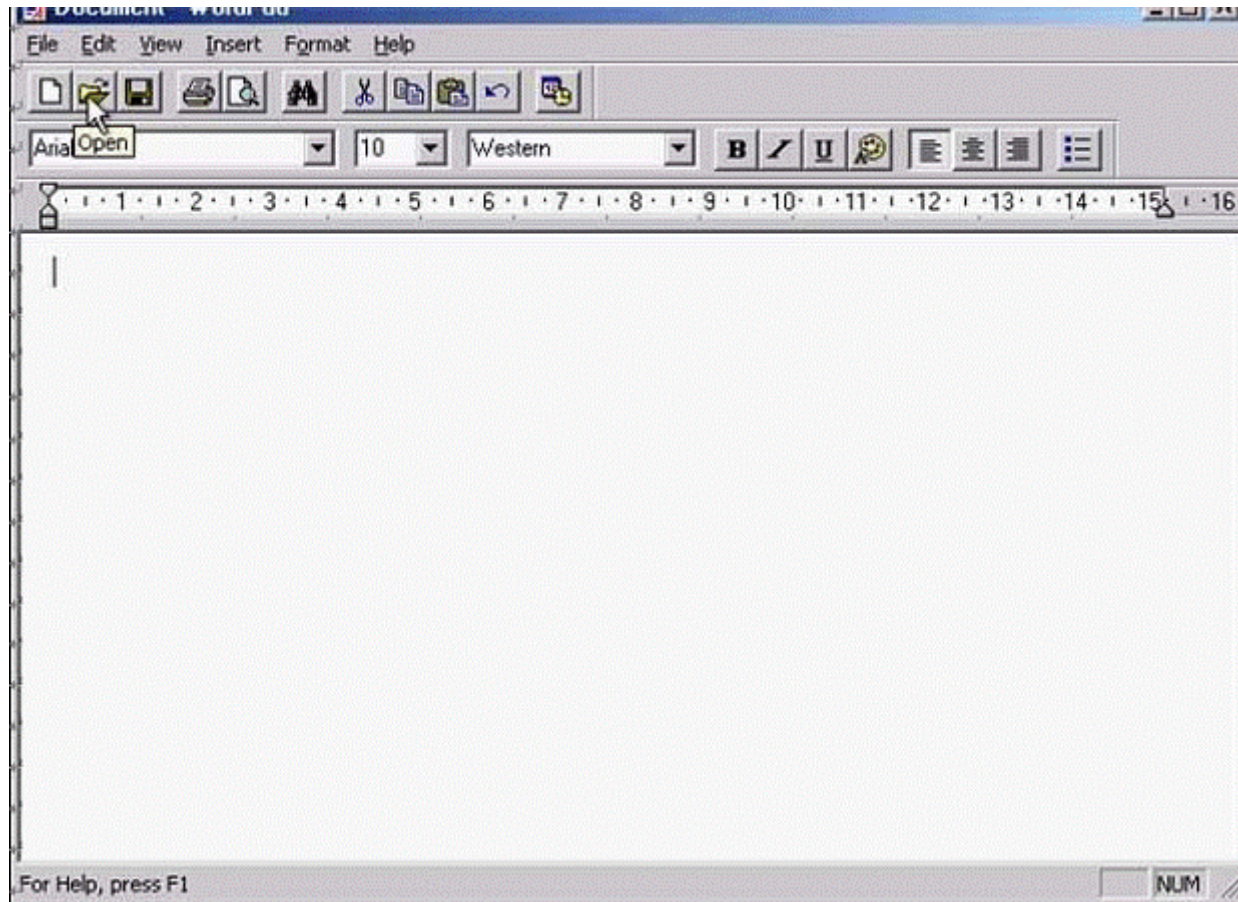 Document
File Edit View Insert Format Help
Open
10 Western B I U
1 2 3 4 5 6 7 8 9 10 11 12 13 14 15 16
For Help, press F1 NUM